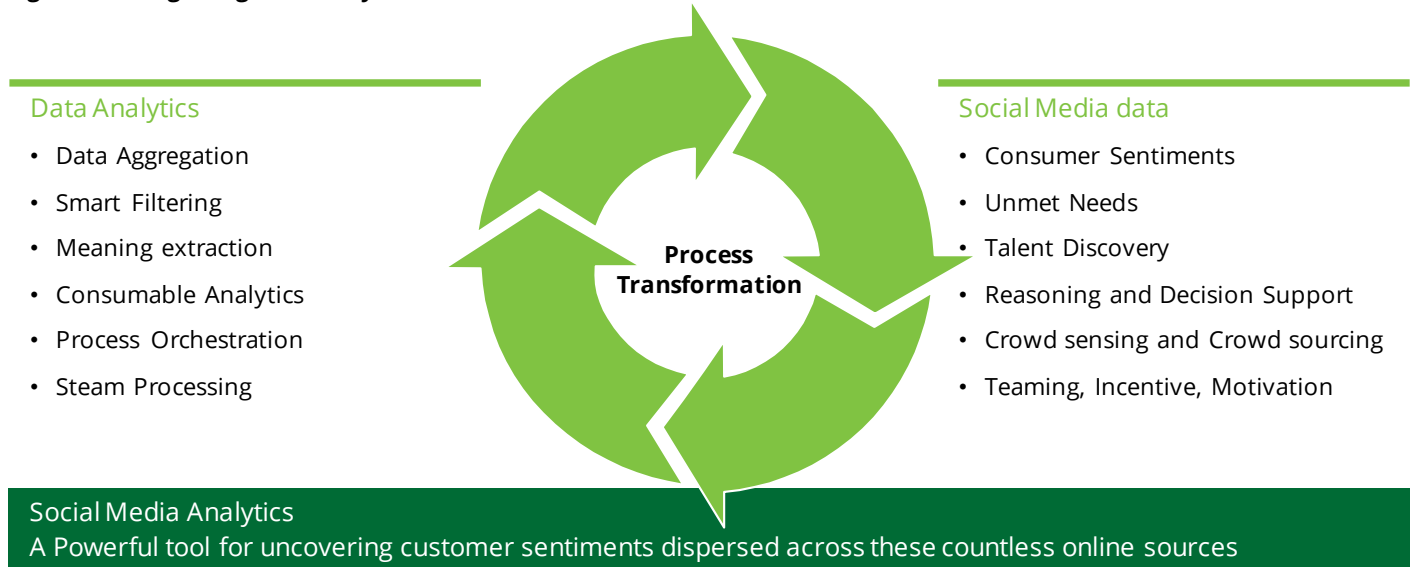 Data Analytics
• Data Aggregation
• Smart Filtering
• Meaning extraction
• Consumable Analytics
• Process Orchestration
• Steam Processing
Process
Transformation
Social Media data
• Consumer Sentiments
• Unmet Needs
• Talent Discovery
• Reasoning and Decision Support
• Crowd sensing and Crowd sourcing
• Teaming, Incentive, Motivation
Social Media Analytics
A Powerful tool for uncovering customer sentiments dispersed across these countless online sources